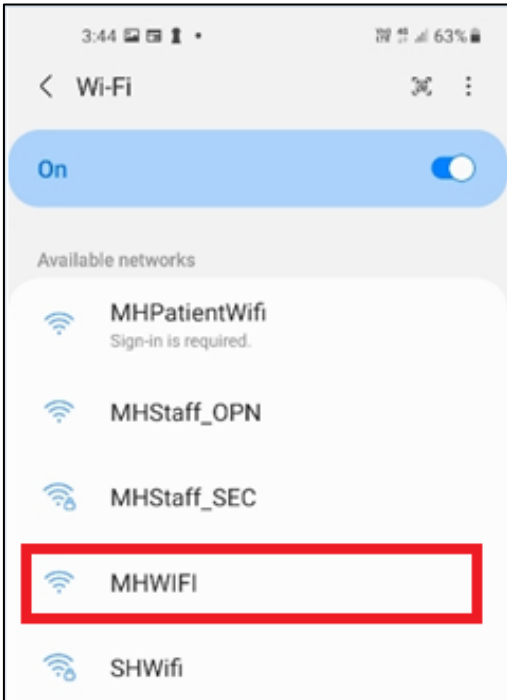 3:44 63%
Wi-Fi
On
Available networks
MHPatientWifi
Sign-in is required.
MHStaff_OPN
MHStaff_SEC
MHWIFI
SHWifi